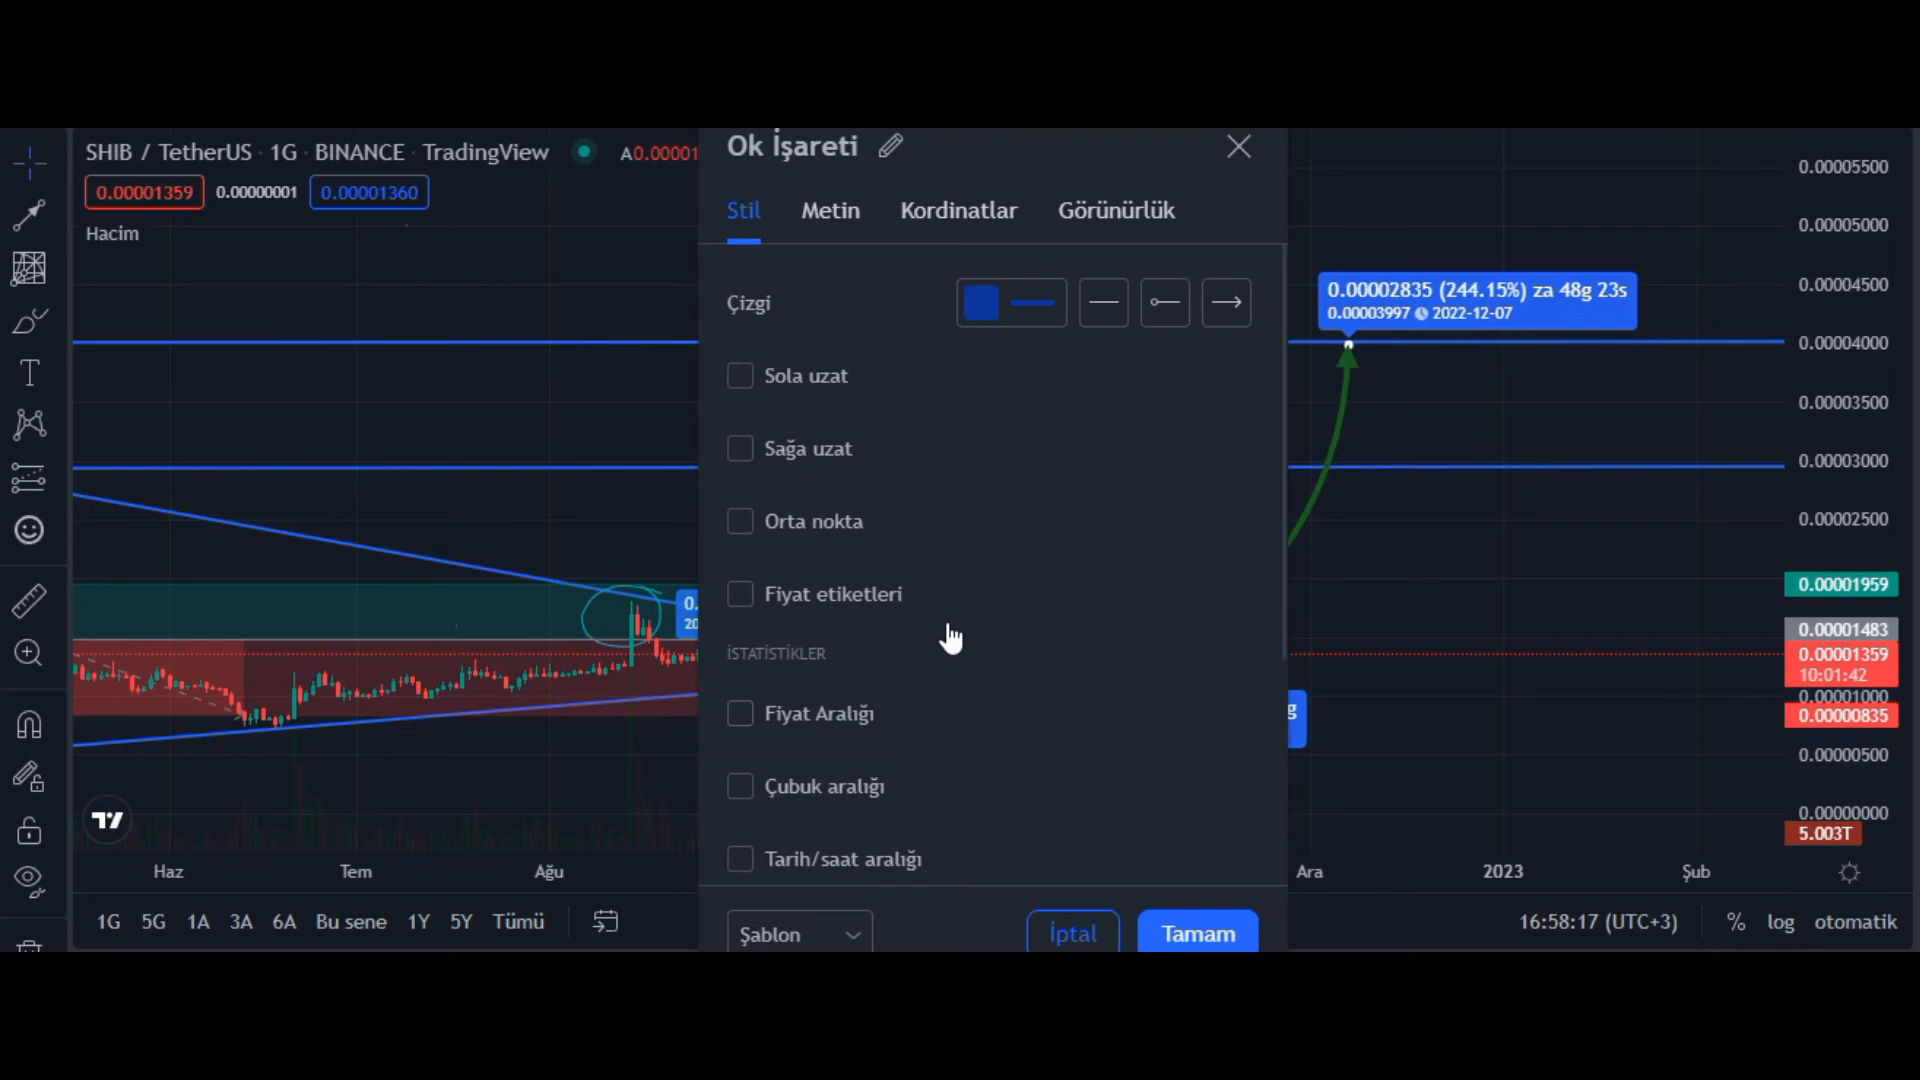 SHIB / TetherUS · 1G · BINANCE · TradingView
A0.00001
0.00001359
0.00000001
0.00001360
Hacim
Ok İşareti
Stil
Metin
Kordinatlar
Görünürlük
Çizgi
Sola uzat
Sağa uzat
Orta nokta
Fiyat etiketleri
İSTATİSTİKLER
Fiyat Aralığı
Çubuk aralığı
Tarih/saat aralığı
Şablon
İptal
Tamam
0.
20
g
0.00002835 (244.15%) za 48g 23s
0.00003997 2022-12-07
0.00005500
0.00005000
0.00004500
0.00004000
0.00003500
0.00003000
0.00002500
0.00001959
0.00001483
0.00001359
10:01:42
0.00001000
0.00000835
0.00000500
0.00000000
5.003T
Haz
Tem
Ağu
Ara
2023
Şub
1G 5G 1A 3A 6A Bu sene 1Y 5Y Tümü
16:58:17 (UTC+3)
% log otomatik